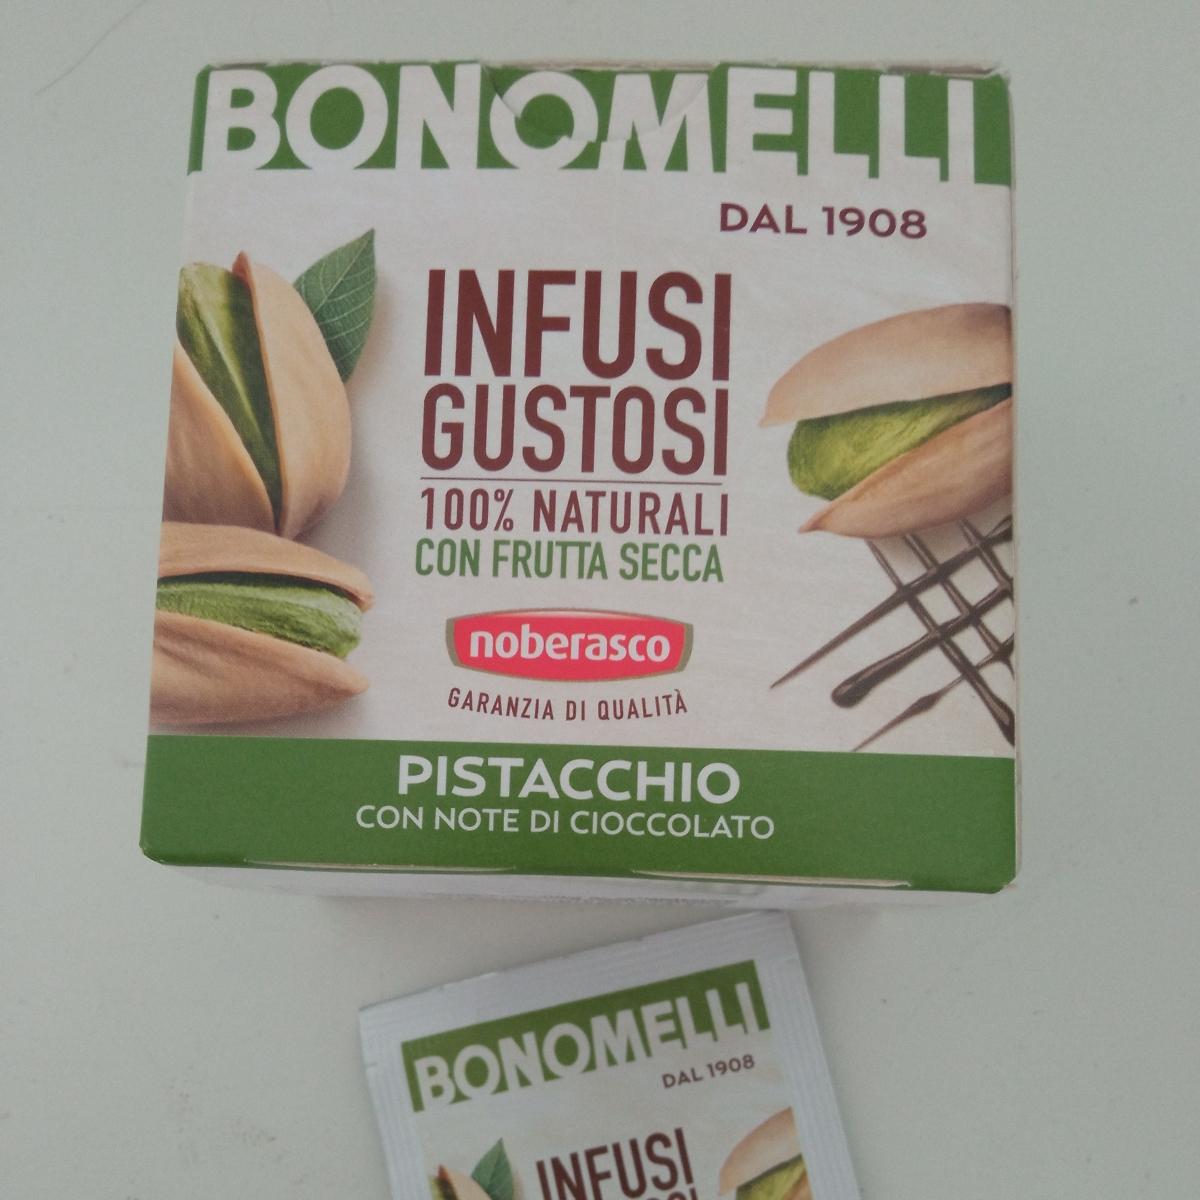 BONOMELLI
DAL 1908
INFUSI
GUSTOSI
100% NATURALI
CON FRUTTA SECCA
noberasco
GARANZIA DI QUALITÀ
PISTACCHIO
CON NOTE DI CIOCCOLATO
BONOMELLI
DAL 1908
INFUSI